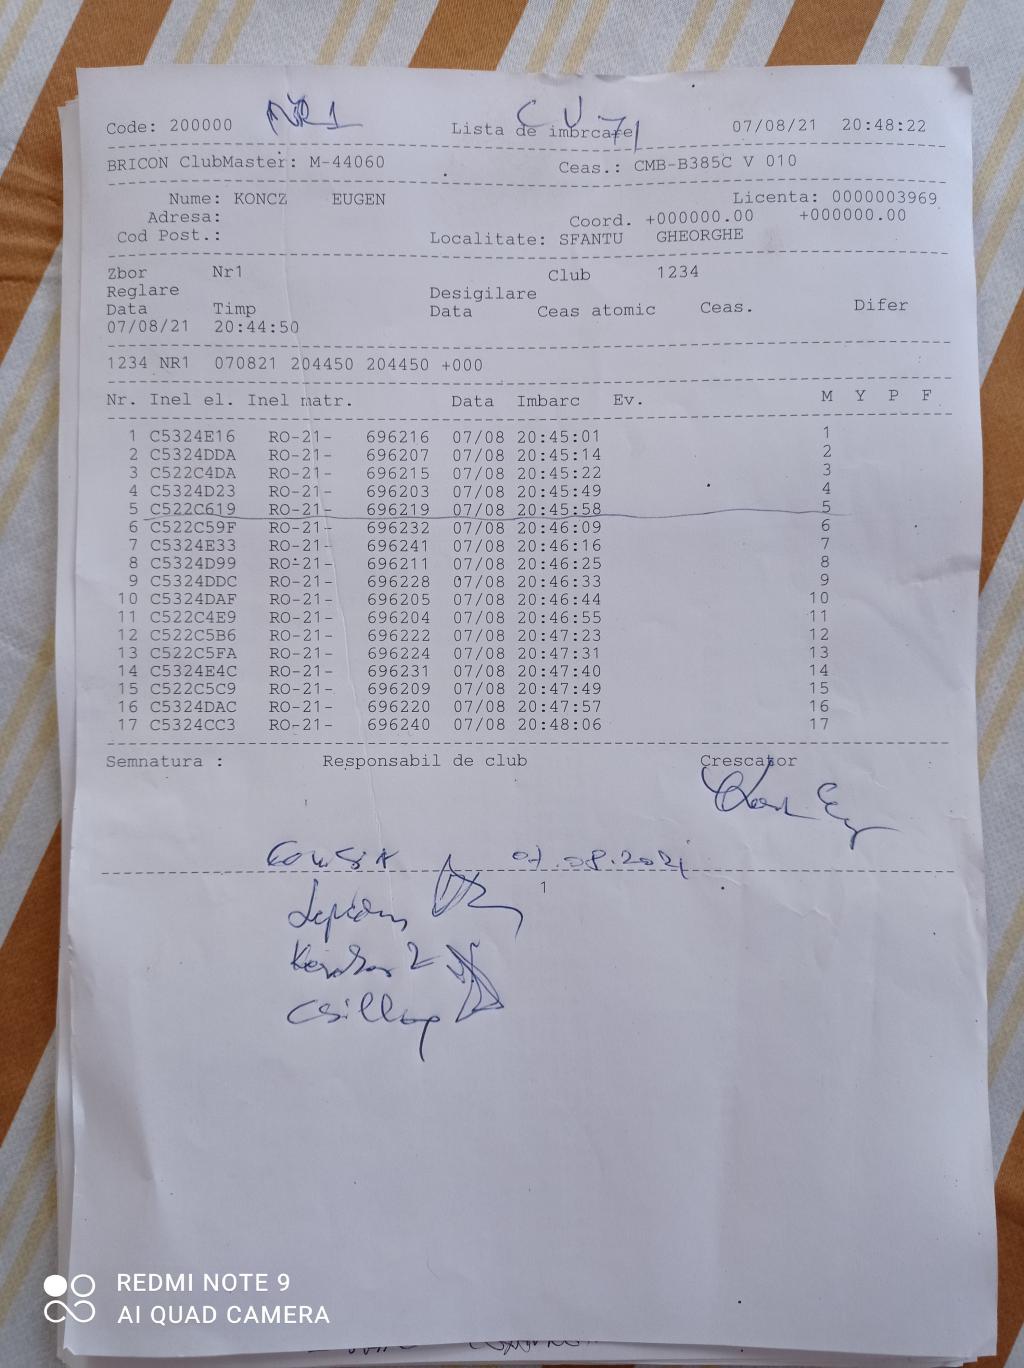 NR1 C U 71
Code: 200000 Lista de imbrcare 07/08/21 20:48:22
BRICON ClubMaster: M-44060 Ceas.: CMB-B385C V 010
Nume: KONCZ EUGEN Licenta: 0000003969
Adresa: Coord. +000000.00 +000000.00
Cod Post.: Localitate: SFANTU GHEORGHE
Zbor Nr1 Club 1234
Reglare Desigilare
Data Timp Data Ceas atomic Ceas. Difer
07/08/21 20:44:50
1234 NR1 070821 204450 204450 +000
Nr. Inel el. Inel matr. Data Imbarc Ev. M Y P F
1 C5324E16 RO-21- 696216 07/08 20:45:01 1
2 C5324DDA RO-21- 696207 07/08 20:45:14 2
3 C522C4DA RO-21- 696215 07/08 20:45:22 3
4 C5324D23 RO-21- 696203 07/08 20:45:49 4
5 C522C619 RO-21- 696219 07/08 20:45:58 5
6 C522C59F RO-21- 696232 07/08 20:46:09 6
7 C5324E33 RO-21- 696241 07/08 20:46:16 7
8 C5324D99 RO-21- 696211 07/08 20:46:25 8
9 C5324DDC RO-21- 696228 07/08 20:46:33 9
10 C5324DAF RO-21- 696205 07/08 20:46:44 10
11 C522C4E9 RO-21- 696204 07/08 20:46:55 11
12 C522C5B6 RO-21- 696222 07/08 20:47:23 12
13 C522C5FA RO-21- 696224 07/08 20:47:31 13
14 C5324E4C RO-21- 696231 07/08 20:47:40 14
15 C522C5C9 RO-21- 696209 07/08 20:47:49 15
16 C5324DAC RO-21- 696220 07/08 20:47:57 16
17 C5324CC3 RO-21- 696240 07/08 20:48:06 17
Semnatura : Responsabil de club Crescator
07.08.2021
1
REDMI NOTE 9
AI QUAD CAMERA